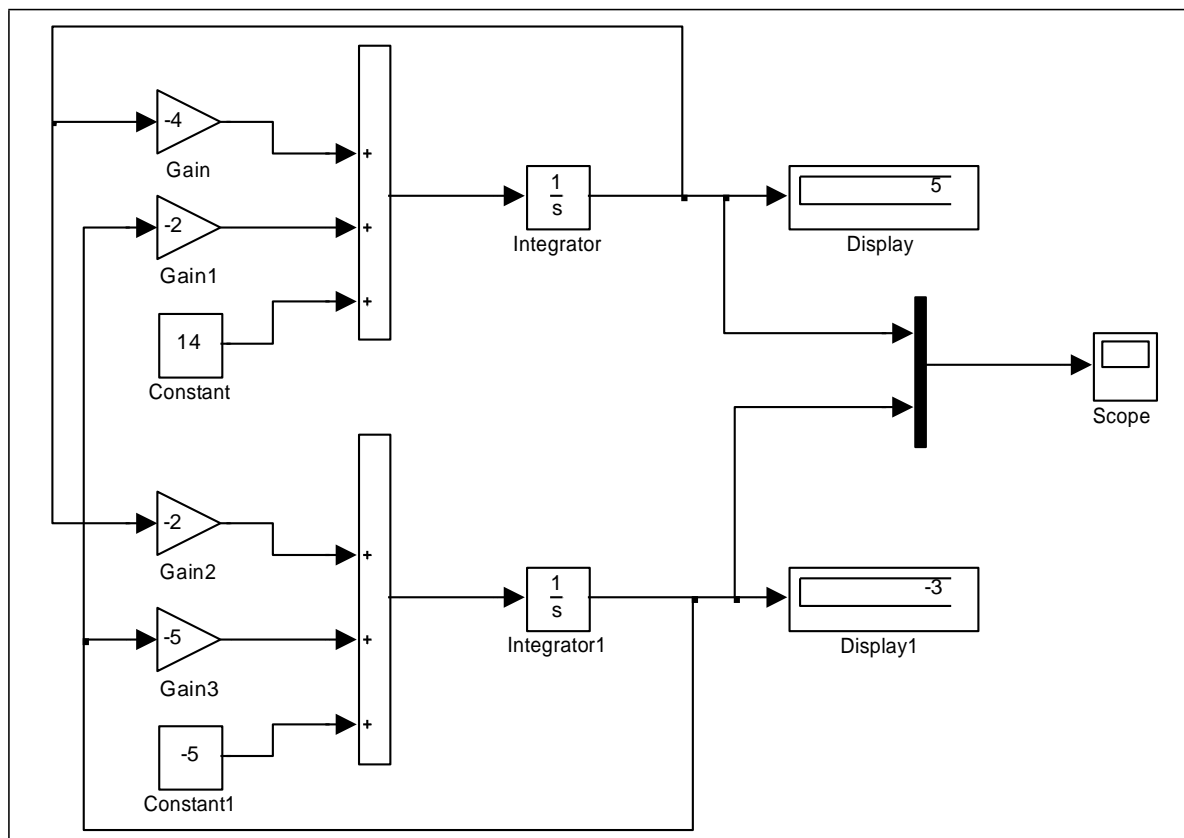 -4
Gain
-2
Gain1
14
Constant
+
+
+
1
s
Integrator
5
Display
Scope
-2
Gain2
-5
Gain3
-5
Constant1
+
+
+
1
s
Integrator1
-3
Display1